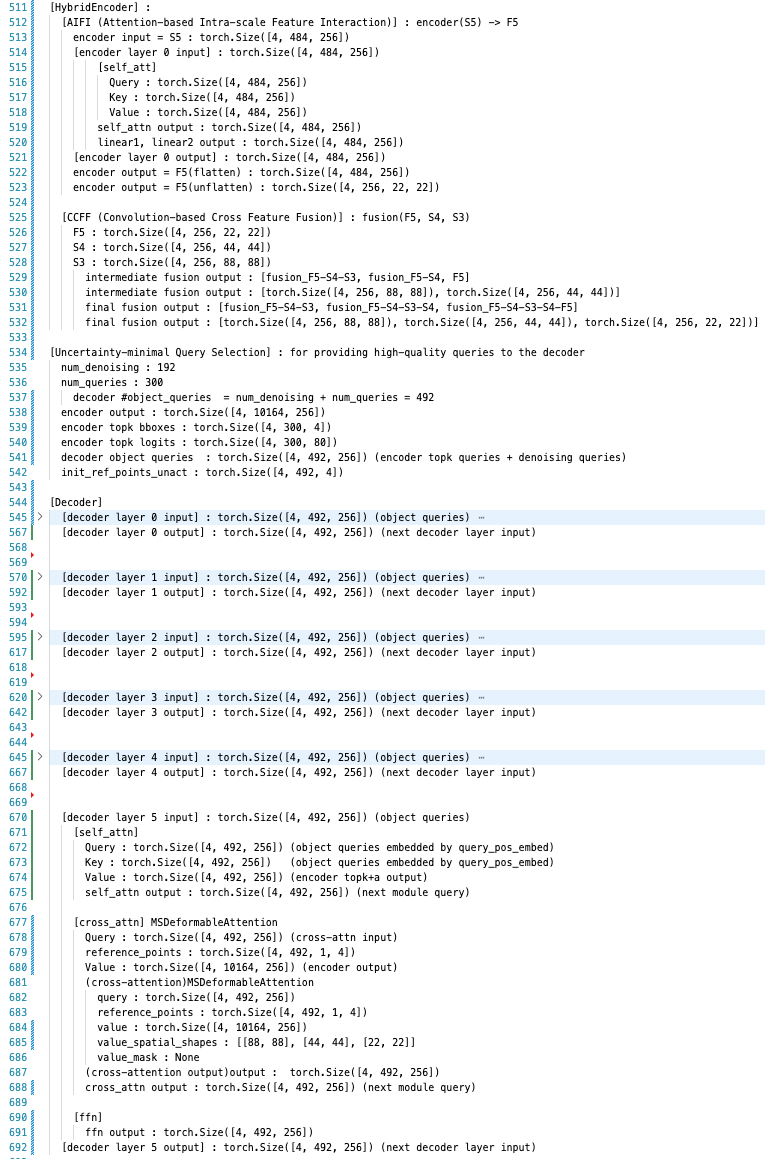 511 [HybridEncoder] :
512 [AIFI (Attention-based Intra-scale Feature Interaction)] : encoder(S5) -> F5
513 encoder input = S5 : torch.Size([4, 484, 256])
514 [encoder layer 0 input] : torch.Size([4, 484, 256])
515 [self_att]
516 Query : torch.Size([4, 484, 256])
517 Key : torch.Size([4, 484, 256])
518 Value : torch.Size([4, 484, 256])
519 self_attn output : torch.Size([4, 484, 256])
520 linear1, linear2 output : torch.Size([4, 484, 256])
521 [encoder layer 0 output] : torch.Size([4, 484, 256])
522 encoder output = F5(flatten) : torch.Size([4, 484, 256])
523 encoder output = F5(unflatten) : torch.Size([4, 256, 22, 22])
524
525 [CCFF (Convolution-based Cross Feature Fusion)] : fusion(F5, S4, S3)
526 F5 : torch.Size([4, 256, 22, 22])
527 S4 : torch.Size([4, 256, 44, 44])
528 S3 : torch.Size([4, 256, 88, 88])
529 intermediate fusion output : [fusion_F5-S4-S3, fusion_F5-S4, F5]
530 intermediate fusion output : [torch.Size([4, 256, 88, 88]), torch.Size([4, 256, 44, 44])]
531 final fusion output : [fusion_F5-S4-S3, fusion_F5-S4-S3-S4, fusion_F5-S4-S3-S4-F5]
532 final fusion output : [torch.Size([4, 256, 88, 88]), torch.Size([4, 256, 44, 44]), torch.Size([4, 256, 22, 22])]
533
534 [Uncertainty-minimal Query Selection] : for providing high-quality queries to the decoder
535 num_denoising : 192
536 num_queries : 300
537 decoder #object_queries  = num_denoising + num_queries = 492
538 encoder output : torch.Size([4, 10164, 256])
539 encoder topk bboxes : torch.Size([4, 300, 4])
540 encoder topk logits : torch.Size([4, 300, 80])
541 decoder object queries  : torch.Size([4, 492, 256]) (encoder topk queries + denoising queries)
542 init_ref_points_unact : torch.Size([4, 492, 4])
543
544 [Decoder]
545 [decoder layer 0 input] : torch.Size([4, 492, 256]) (object queries) …
567 [decoder layer 0 output] : torch.Size([4, 492, 256]) (next decoder layer input)
568
569
570 [decoder layer 1 input] : torch.Size([4, 492, 256]) (object queries) …
592 [decoder layer 1 output] : torch.Size([4, 492, 256]) (next decoder layer input)
593
594
595 [decoder layer 2 input] : torch.Size([4, 492, 256]) (object queries) …
617 [decoder layer 2 output] : torch.Size([4, 492, 256]) (next decoder layer input)
618
619
620 [decoder layer 3 input] : torch.Size([4, 492, 256]) (object queries) …
642 [decoder layer 3 output] : torch.Size([4, 492, 256]) (next decoder layer input)
643
644
645 [decoder layer 4 input] : torch.Size([4, 492, 256]) (object queries) …
667 [decoder layer 4 output] : torch.Size([4, 492, 256]) (next decoder layer input)
668
669
670 [decoder layer 5 input] : torch.Size([4, 492, 256]) (object queries)
671 [self_attn]
672 Query : torch.Size([4, 492, 256]) (object queries embedded by query_pos_embed)
673 Key : torch.Size([4, 492, 256])   (object queries embedded by query_pos_embed)
674 Value : torch.Size([4, 492, 256]) (encoder topk+a output)
675 self_attn output : torch.Size([4, 492, 256]) (next module query)
676
677 [cross_attn] MSDeformableAttention
678 Query : torch.Size([4, 492, 256]) (cross-attn input)
679 reference_points : torch.Size([4, 492, 1, 4])
680 Value : torch.Size([4, 10164, 256]) (encoder output)
681 (cross-attention)MSDeformableAttention
682 query : torch.Size([4, 492, 256])
683 reference_points : torch.Size([4, 492, 1, 4])
684 value : torch.Size([4, 10164, 256])
685 value_spatial_shapes : [[88, 88], [44, 44], [22, 22]]
686 value_mask : None
687 (cross-attention output)output :  torch.Size([4, 492, 256])
688 cross_attn output : torch.Size([4, 492, 256]) (next module query)
689
690 [ffn]
691 ffn output : torch.Size([4, 492, 256])
692 [decoder layer 5 output] : torch.Size([4, 492, 256]) (next decoder layer input)